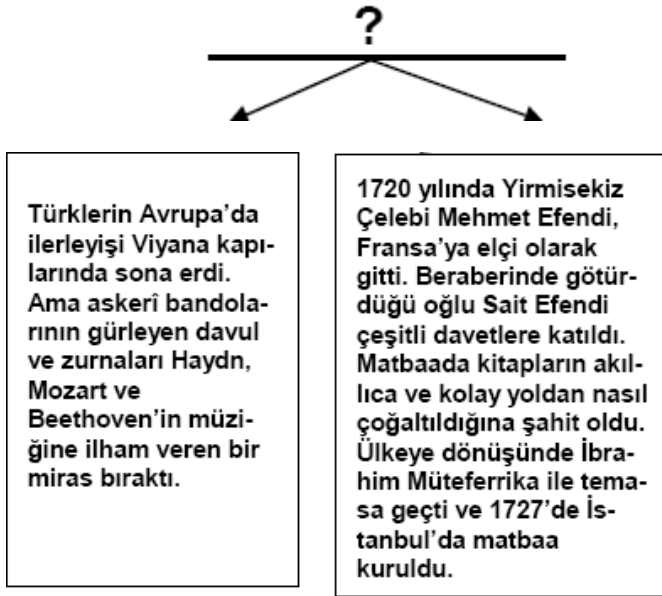 ?
Türklerin Avrupa’da
ilerleyişi Viyana kapı-
larında sona erdi.
Ama askerî bandola-
rının gürleyen davul
ve zurnaları Haydn,
Mozart ve
Beethoven’in müzi-
ğine ilham veren bir
miras bıraktı.
1720 yılında Yirmisekiz
Çelebi Mehmet Efendi,
Fransa’ya elçi olarak
gitti. Beraberinde götür-
düğü oğlu Sait Efendi
çeşitli davetlere katıldı.
Matbaada kitapların akıl-
lıca ve kolay yoldan nasıl
çoğaltıldığına şahit oldu.
Ülkeye dönüşünde İbra-
him Müteferrika ile tema-
sa geçti ve 1727’de İs-
tanbul’da matbaa
kuruldu.